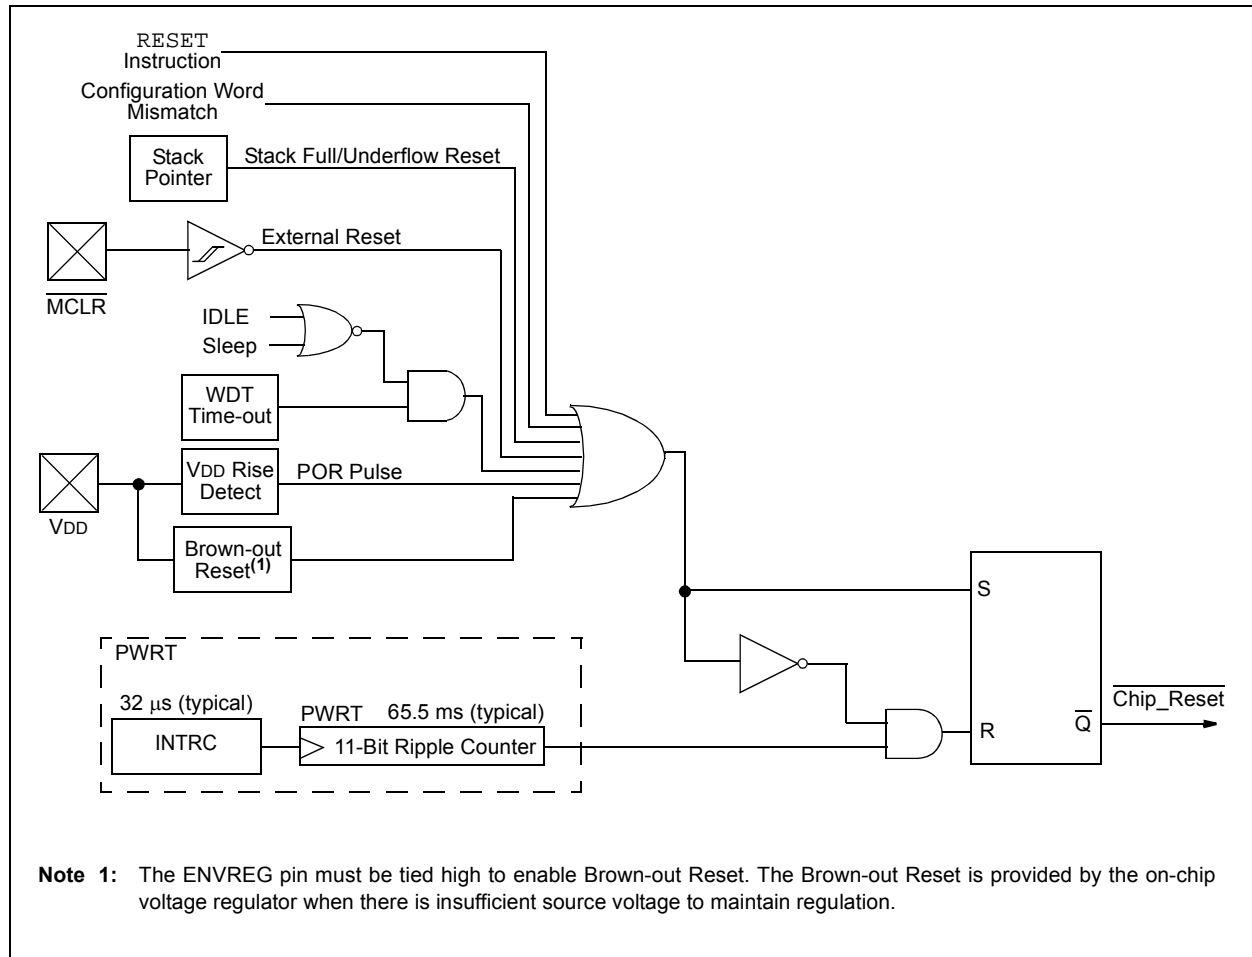 RESET
Instruction
Configuration Word
Mismatch
Stack
Pointer
Stack Full/Underflow Reset
External Reset
MCLR
IDLE
Sleep
WDT
Time-out
VDD Rise
Detect
POR Pulse
VDD
Brown-out
Reset(1)
S
PWRT
32 μs (typical)
PWRT 65.5 ms (typical)
INTRC
11-Bit Ripple Counter
R
Q
Chip_Reset
Note 1: The ENVREG pin must be tied high to enable Brown-out Reset. The Brown-out Reset is provided by the on-chip
voltage regulator when there is insufficient source voltage to maintain regulation.